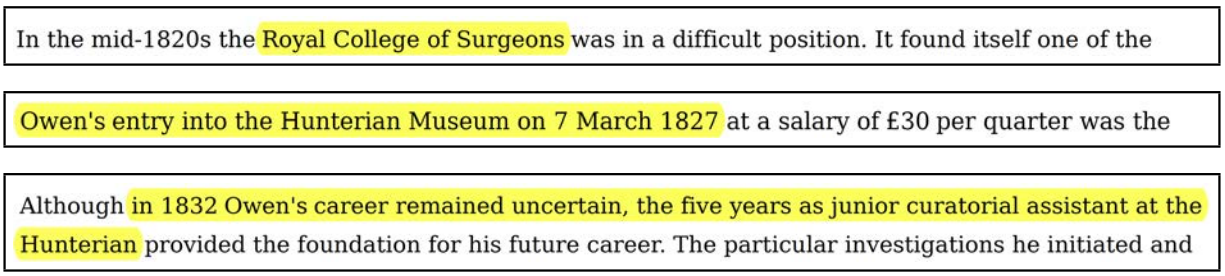 In the mid-1820s the Royal College of Surgeons was in a difficult position. It found itself one of the
Owen's entry into the Hunterian Museum on 7 March 1827 at a salary of £30 per quarter was the
Although in 1832 Owen's career remained uncertain, the five years as junior curatorial assistant at the
Hunterian provided the foundation for his future career. The particular investigations he initiated and